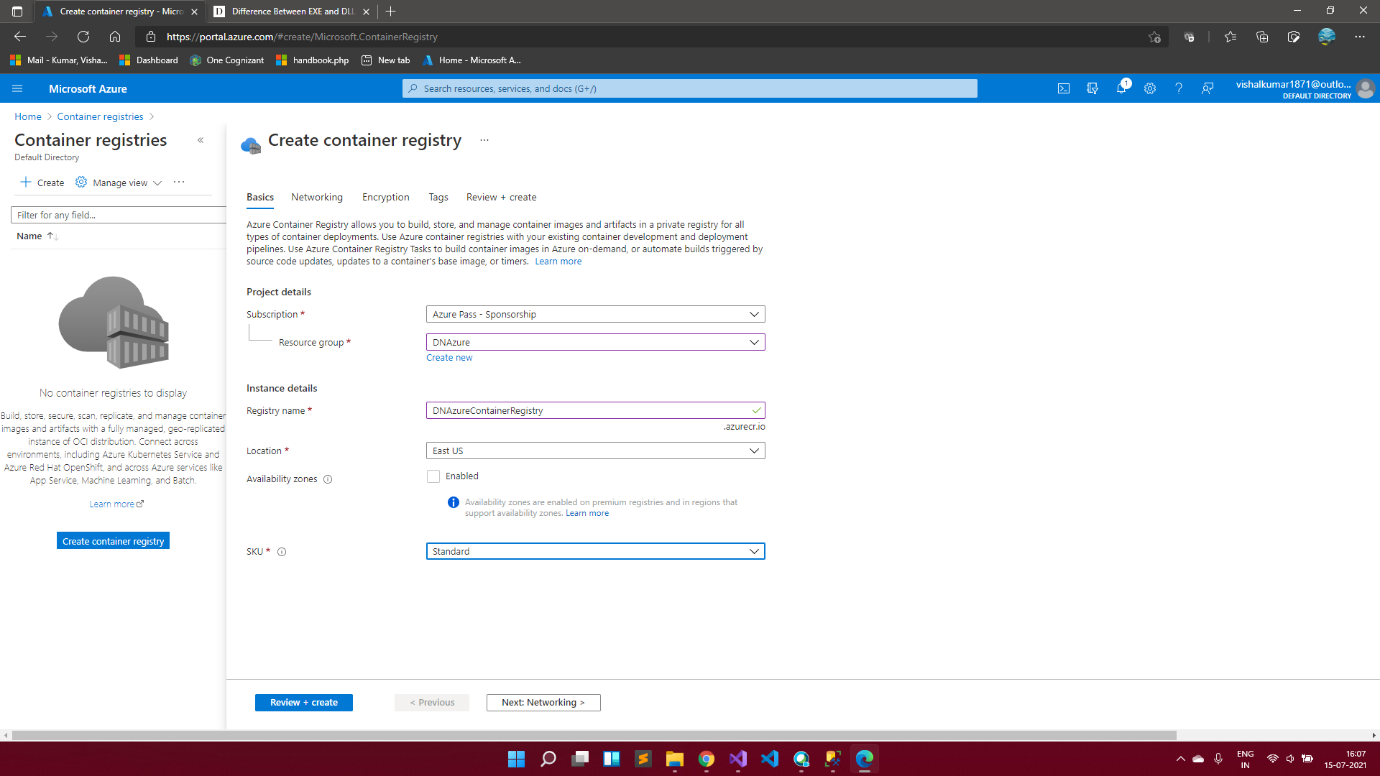 Create container registry - Micro
Difference Between EXE and DLL
https://portal.azure.com/#create/Microsoft.ContainerRegistry
Mail - Kumar, Visha...
Dashboard
One Cognizant
handbook.php
New tab
Home - Microsoft A...
Microsoft Azure
Search resources, services, and docs (G+/)
1
vishalkumar1871@outlo...
DEFAULT DIRECTORY
Home > Container registries >
Container registries
Default Directory
Create
Manage view
Filter for any field...
Name
No container registries to display
Build, store, secure, scan, replicate, and manage container
images and artifacts with a fully managed, geo-replicated
instance of OCI distribution. Connect across
environments, including Azure Kubernetes Service and
Azure Red Hat OpenShift, and across Azure services like
App Service, Machine Learning, and Batch.
Learn more
Create container registry
Create container registry ...
Basics
Networking
Encryption
Tags
Review + create
Azure Container Registry allows you to build, store, and manage container images and artifacts in a private registry for all
types of container deployments. Use Azure container registries with your existing container development and deployment
pipelines. Use Azure Container Registry Tasks to build container images in Azure on-demand, or automate builds triggered by
source code updates, updates to a container's base image, or timers. Learn more
Project details
Subscription *
Azure Pass - Sponsorship
Resource group *
DNAzure
Create new
Instance details
Registry name *
DNAzureContainerRegistry
.azurecr.io
Location *
East US
Availability zones
Enabled
Availability zones are enabled on premium registries and in regions that
support availability zones. Learn more
SKU *
Standard
Review + create
< Previous
Next: Networking >
ENG
IN
16:07
15-07-2021